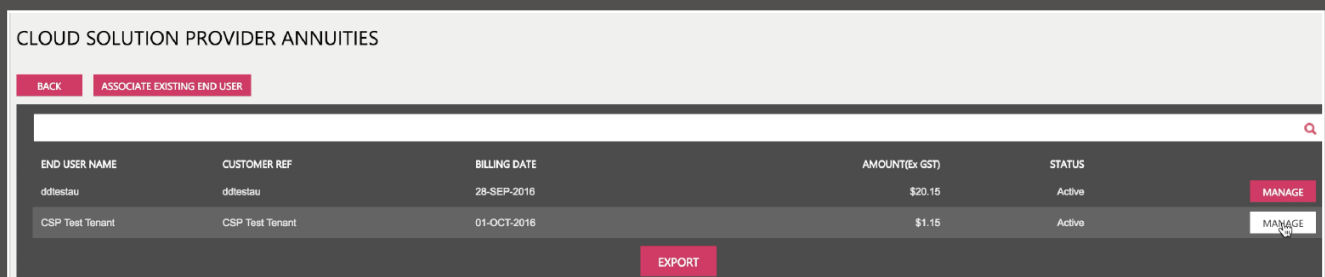 CLOUD SOLUTION PROVIDER ANNUITIES
BACK ASSOCIATE EXISTING END USER
END USER NAME CUSTOMER REF BILLING DATE AMOUNT(Ex GST) STATUS
ddtestau ddtestau 28-SEP-2016 $20.15 Active MANAGE
CSP Test Tenant CSP Test Tenant 01-OCT-2016 $1.15 Active MANAGE
EXPORT